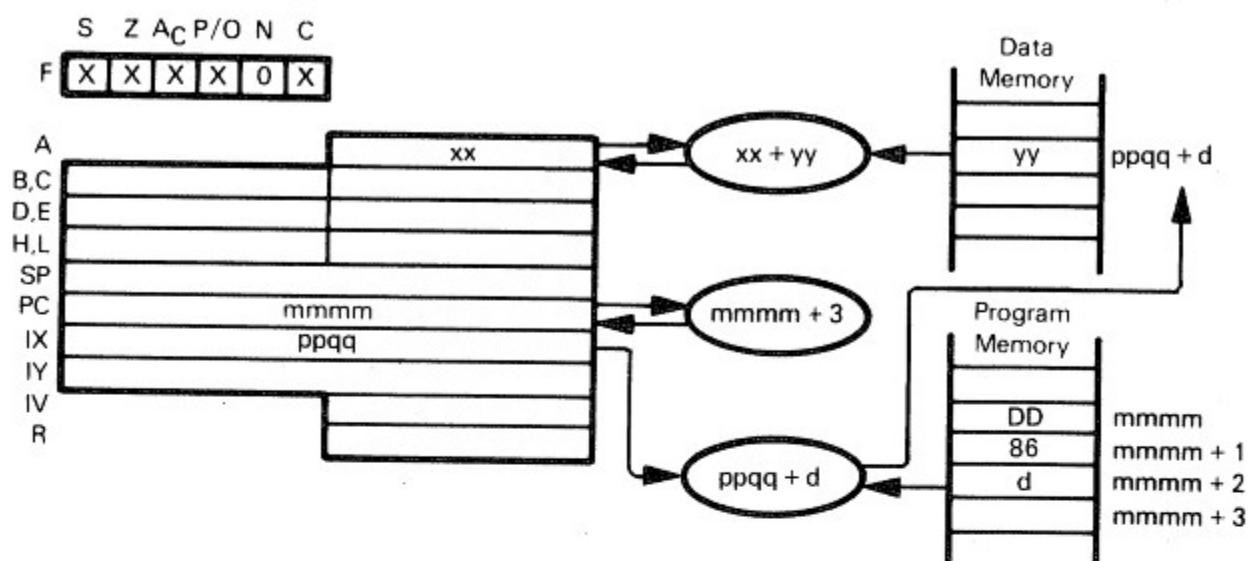 S Z AC P/O N C
F X X X X 0 X
A xx
B,C
D,E
H,L
SP
PC mmmm
IX ppqq
IY
IV
R
xx + yy
mmmm + 3
ppqq + d
Data
Memory
yy ppqq + d
Program
Memory
DD mmmm
86 mmmm + 1
d mmmm + 2
mmmm + 3